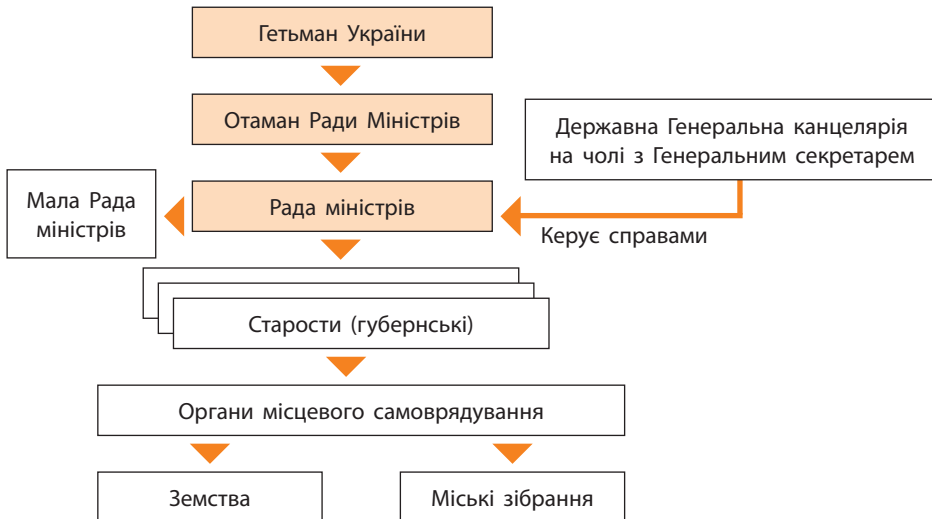 Гетьман України
Отаман Ради Міністрів
Державна Генеральна канцелярія
на чолі з Генеральним секретарем
Мала Рада
міністрів
Рада міністрів
Керує справами
Старости (губернські)
Органи місцевого самоврядування
Земства
Міські зібрання